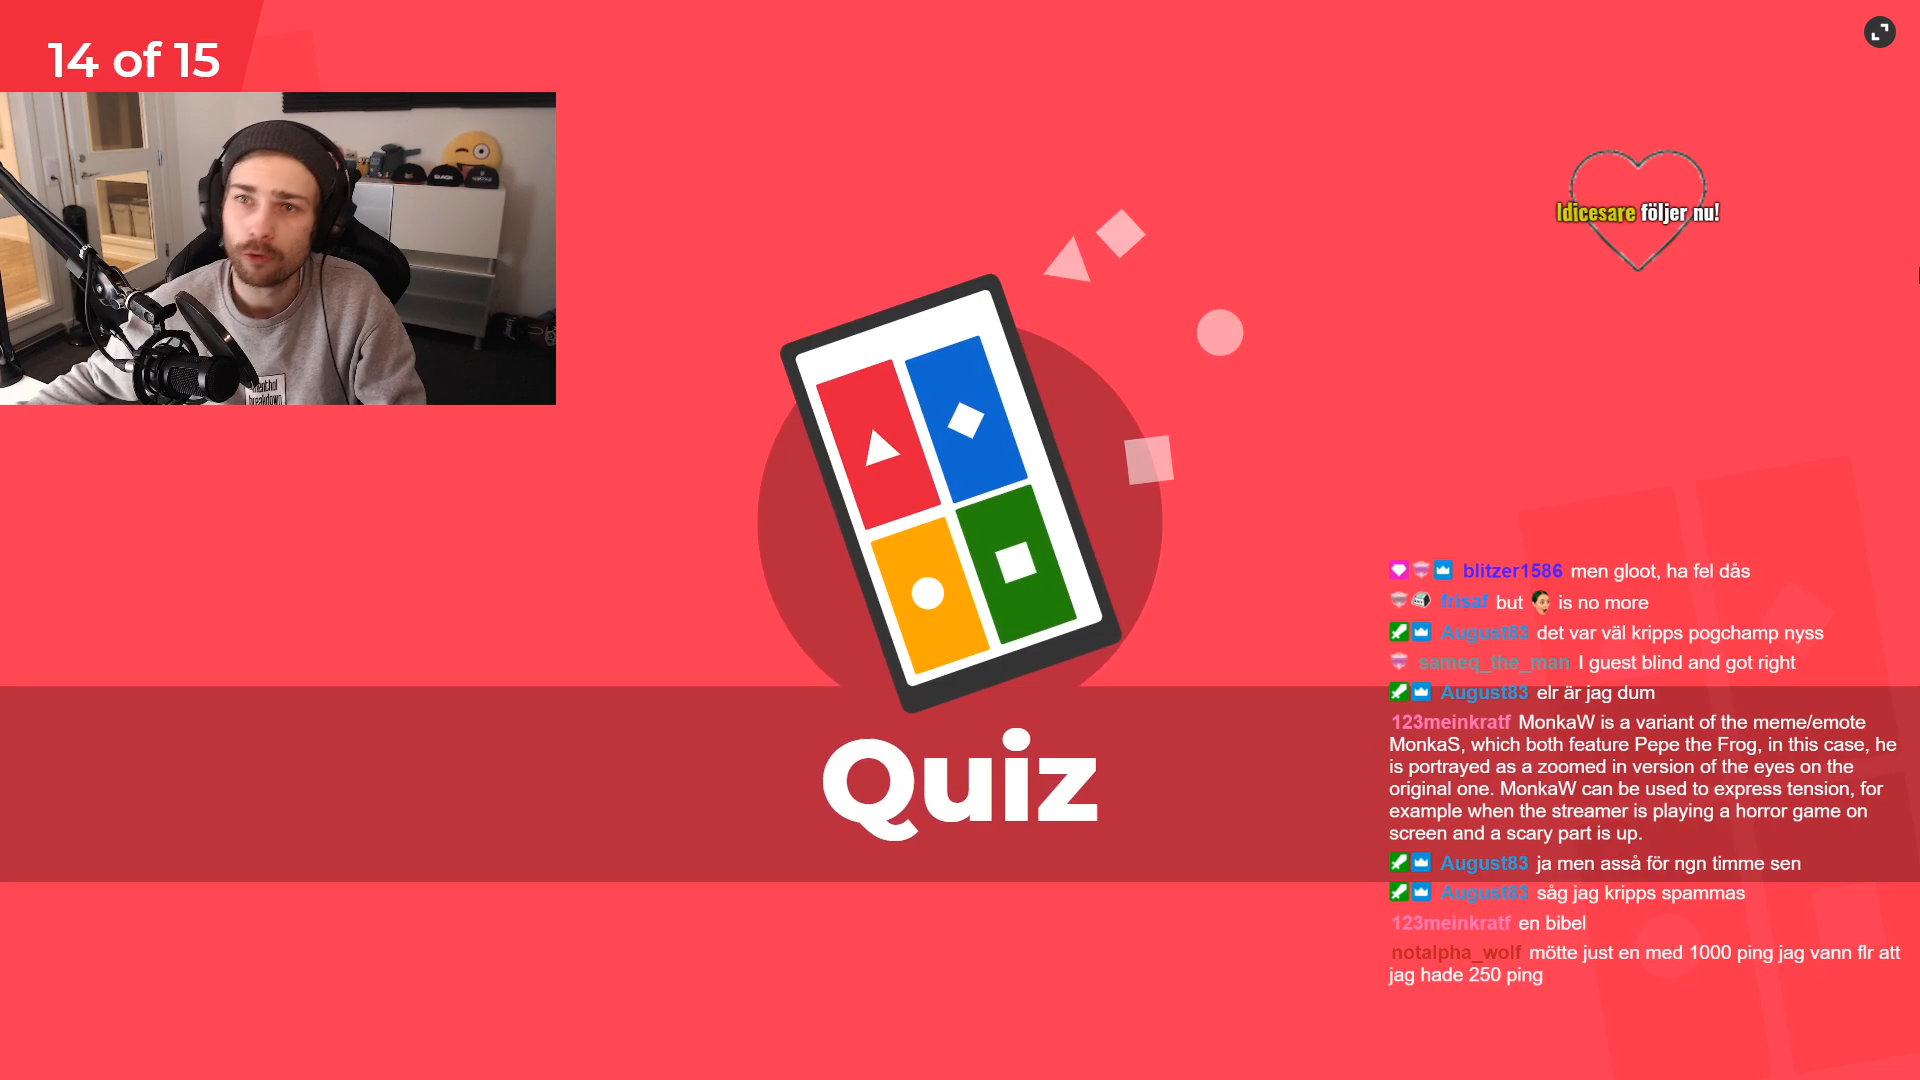 14 of 15
menthol
breakdown
Idicesare följer nu!
Quiz
blitzer1586 men gloot, ha fel dås
frisaf but is no more
August83 det var väl kripps pogchamp nyss
sameq_the_man I guest blind and got right
August83 elr är jag dum
123meinkratf MonkaW is a variant of the meme/emote
MonkaS, which both feature Pepe the Frog, in this case, he
is portrayed as a zoomed in version of the eyes on the
original one. MonkaW can be used to express tension, for
example when the streamer is playing a horror game on
screen and a scary part is up.
August83 ja men asså för ngn timme sen
August83 såg jag kripps spammas
123meinkratf en bibel
notalpha_wolf mötte just en med 1000 ping jag vann flr att
jag hade 250 ping